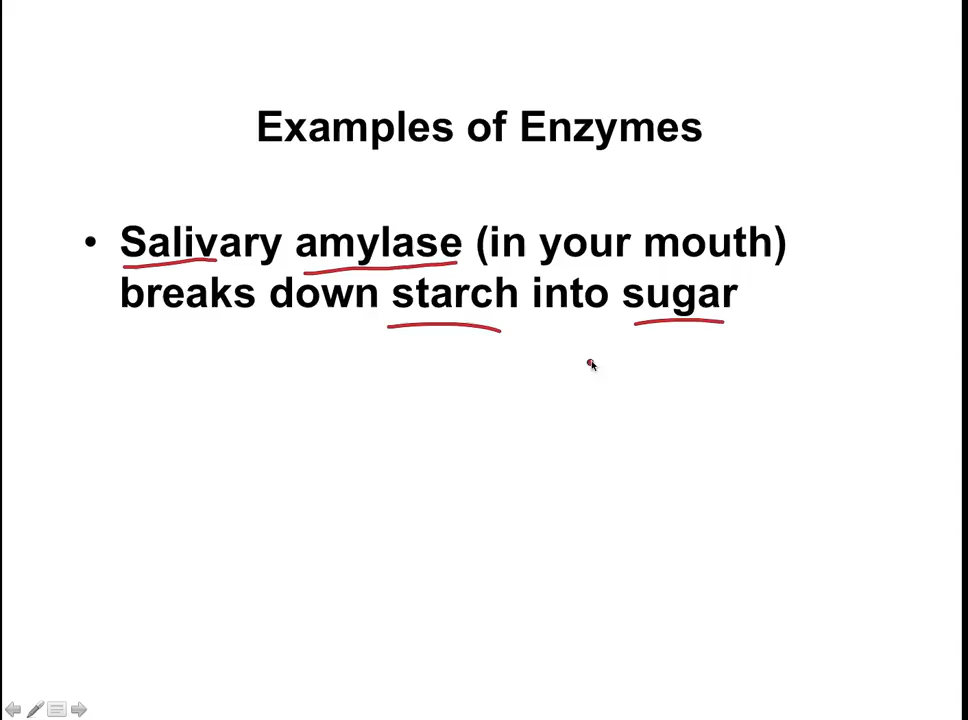 Examples of Enzymes
• Salivary amylase (in your mouth)
breaks down starch into sugar